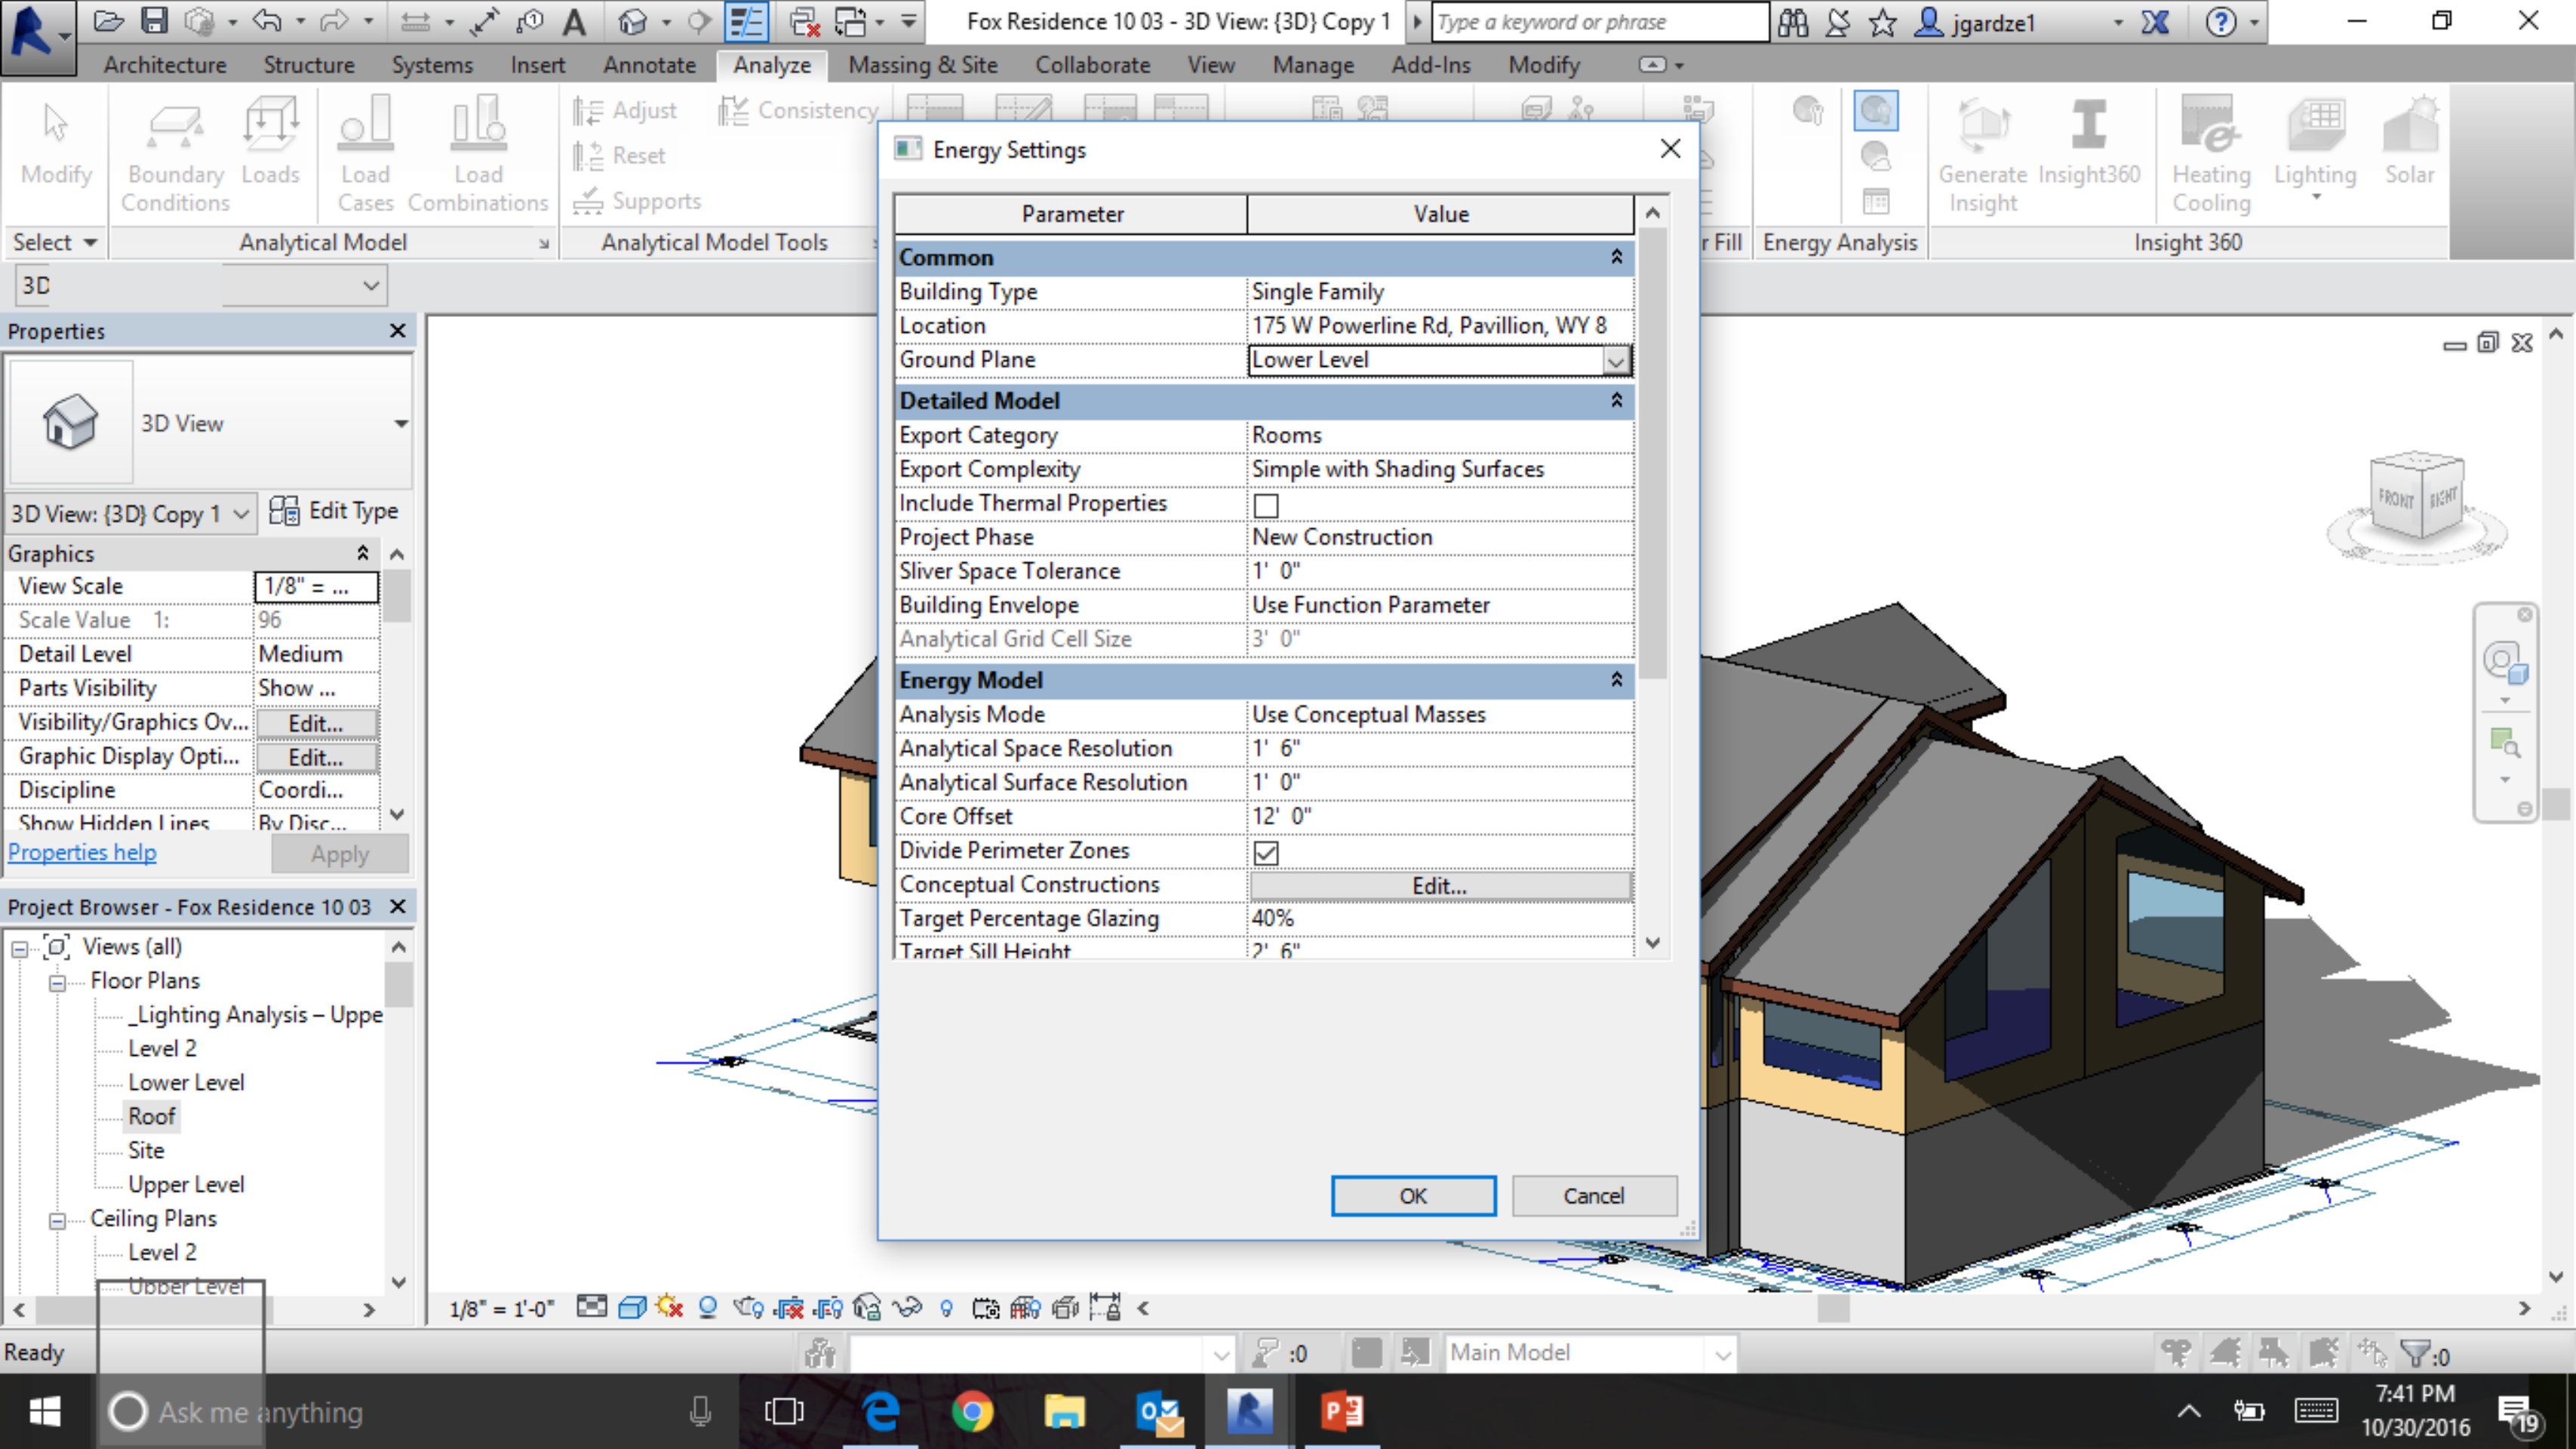 Fox Residence 10 03 - 3D View: {3D} Copy 1
Type a keyword or phrase
jgardze1
Architecture Structure Systems Insert Annotate Analyze Massing & Site Collaborate View Manage Add-Ins Modify
Modify
Boundary Conditions
Loads
Load Cases
Load Combinations
Adjust
Reset
Supports
Consistency
Generate Insight
Insight360
Heating Cooling
Lighting
Solar
Select
Analytical Model
Analytical Model Tools
r Fill
Energy Analysis
Insight 360
3D
Properties
3D View
3D View: {3D} Copy 1
Edit Type
Graphics
View Scale 1/8" = ...
Scale Value 1: 96
Detail Level Medium
Parts Visibility Show ...
Visibility/Graphics Ov... Edit...
Graphic Display Opti... Edit...
Discipline Coordi...
Show Hidden Lines By Disc...
Properties help
Apply
Project Browser - Fox Residence 10 03
Views (all)
Floor Plans
_Lighting Analysis – Uppe
Level 2
Lower Level
Roof
Site
Upper Level
Ceiling Plans
Level 2
Upper Level
Energy Settings
Parameter Value
Common
Building Type Single Family
Location 175 W Powerline Rd, Pavillion, WY 8
Ground Plane Lower Level
Detailed Model
Export Category Rooms
Export Complexity Simple with Shading Surfaces
Include Thermal Properties
Project Phase New Construction
Sliver Space Tolerance 1' 0"
Building Envelope Use Function Parameter
Analytical Grid Cell Size 3' 0"
Energy Model
Analysis Mode Use Conceptual Masses
Analytical Space Resolution 1' 6"
Analytical Surface Resolution 1' 0"
Core Offset 12' 0"
Divide Perimeter Zones
Conceptual Constructions Edit...
Target Percentage Glazing 40%
Target Sill Height 2' 6"
OK
Cancel
FRONT
RIGHT
1/8" = 1'-0"
Ready
:0
Main Model
:0
Ask me anything
7:41 PM
10/30/2016
19